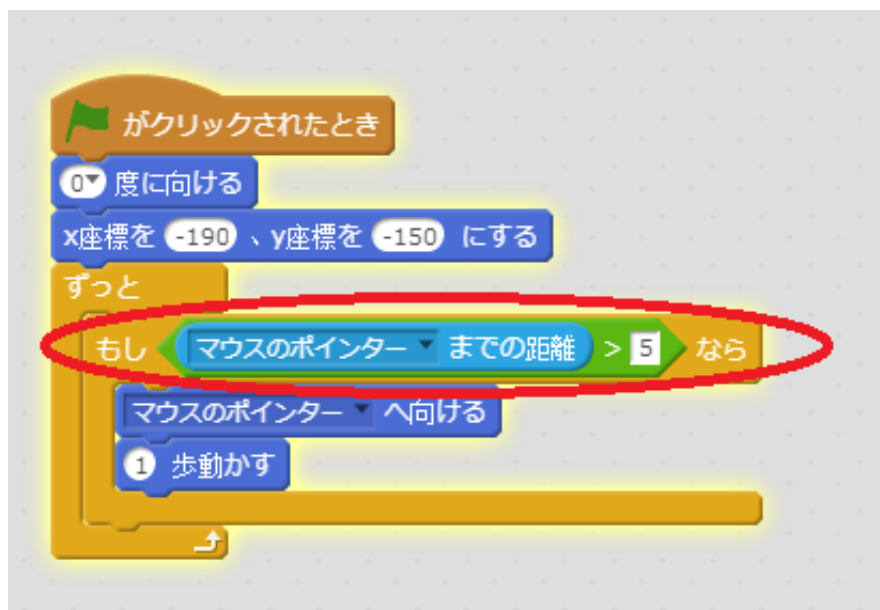 がクリックされたとき
0 度に向ける
x座標を -190 、y座標を -150 にする
ずっと
もし マウスのポインター までの距離 > 5 なら
マウスのポインター へ向ける
1 歩動かす